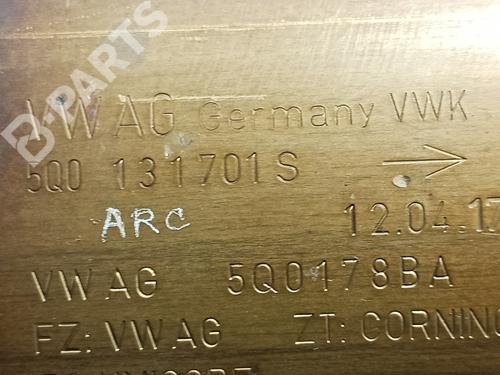 B-PARTS
VW AG Germany VWK
5Q0 131701 S
ARC 12.04.17
VW AG 5Q0178BA
FZ: VW AG ZT: CORNING